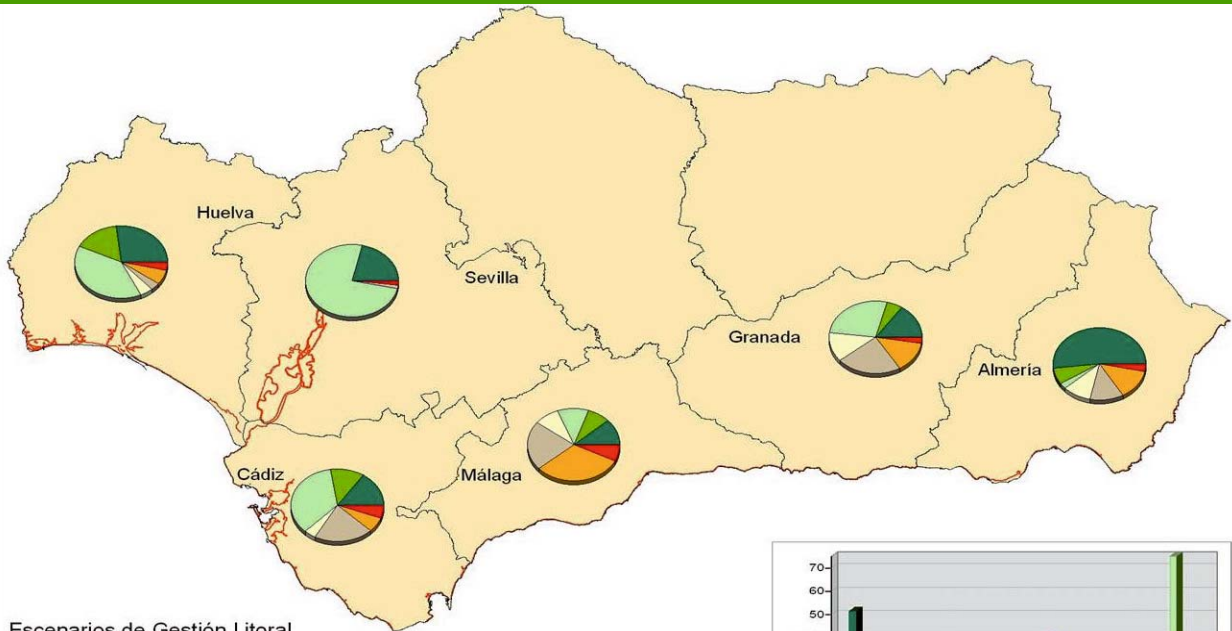 Huelva
Sevilla
Granada
Almería
Cádiz
Málaga
70
60
50
Escenarios de Gestión Litoral